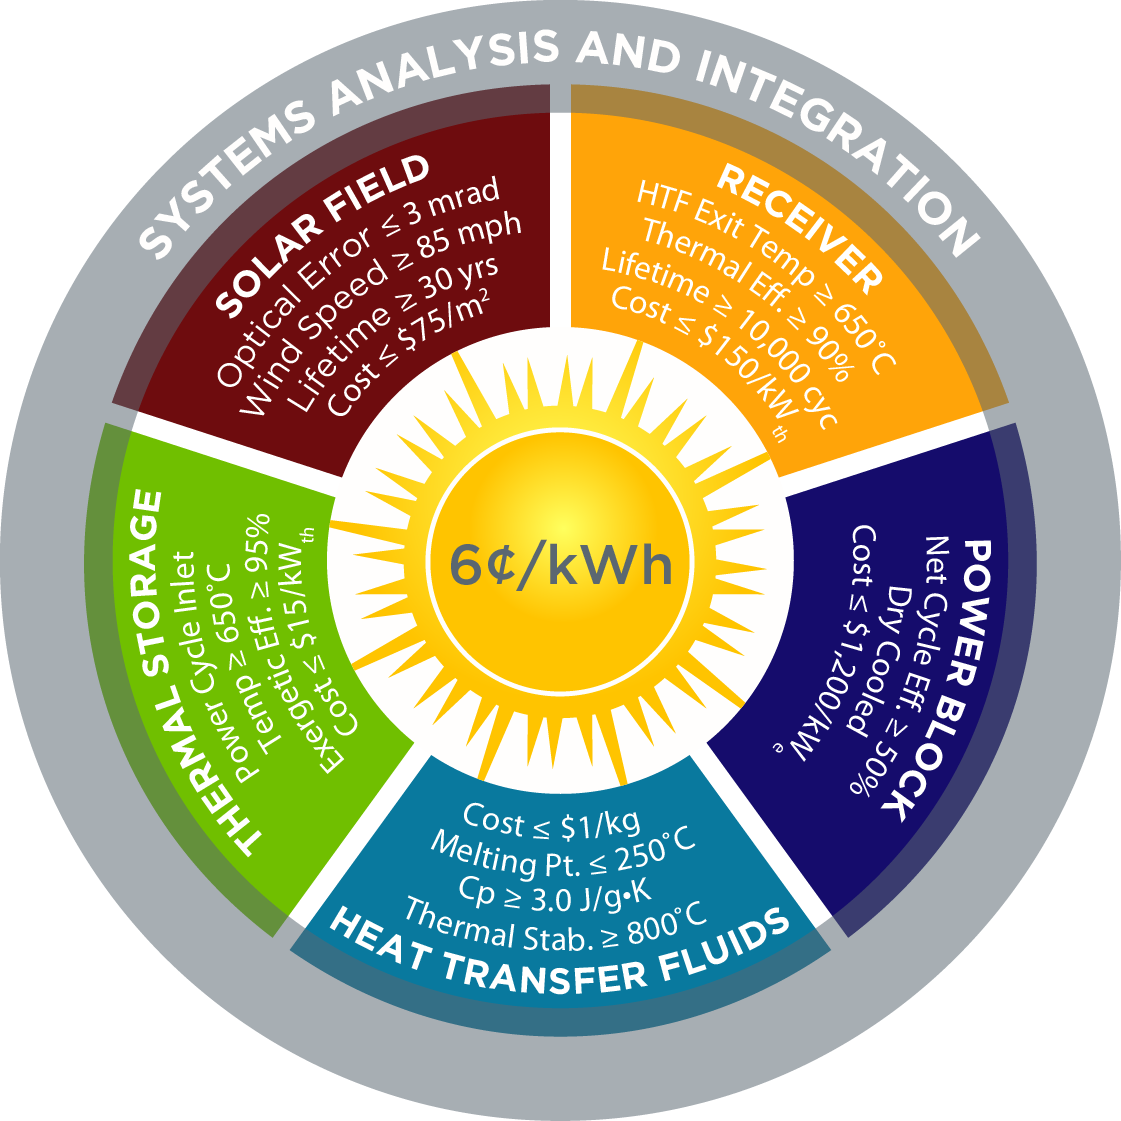 SYSTEMS ANALYSIS AND INTEGRATION
SOLAR FIELD
Optical Error ≤ 3 mrad
Wind Speed ≥ 85 mph
Lifetime ≥ 30 yrs
Cost ≤ $75/m²
RECEIVER
HTF Exit Temp ≥ 650˚C
Thermal Eff. ≥ 90%
Lifetime ≥ 10,000 cyc
Cost ≤ $150/kWth
POWER BLOCK
Net Cycle Eff. ≥ 50%
Dry Cooled
Cost ≤ $1,200/kWe
Cost ≤ $1/kg
Melting Pt. ≤ 250˚C
Cp ≥ 3.0 J/g•K
Thermal Stab. ≥ 800˚C
HEAT TRANSFER FLUIDS
THERMAL STORAGE
Power Cycle Inlet
Temp ≥ 650˚C
Exergetic Eff. ≥ 95%
Cost ≤ $15/kWth
6¢/kWh